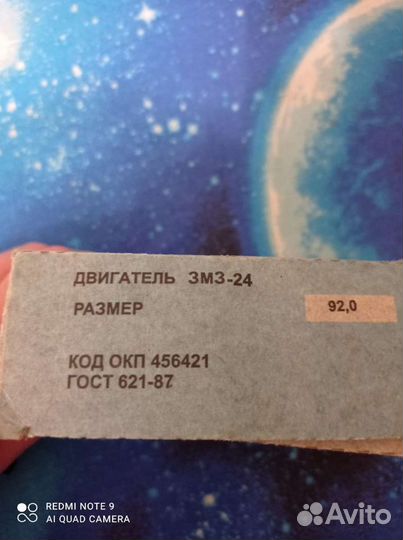 ДВИГАТЕЛЬ ЗМЗ-24
РАЗМЕР 92,0
КОД ОКП 456421
ГОСТ 621-87
REDMI NOTE 9
AI QUAD CAMERA
Avito